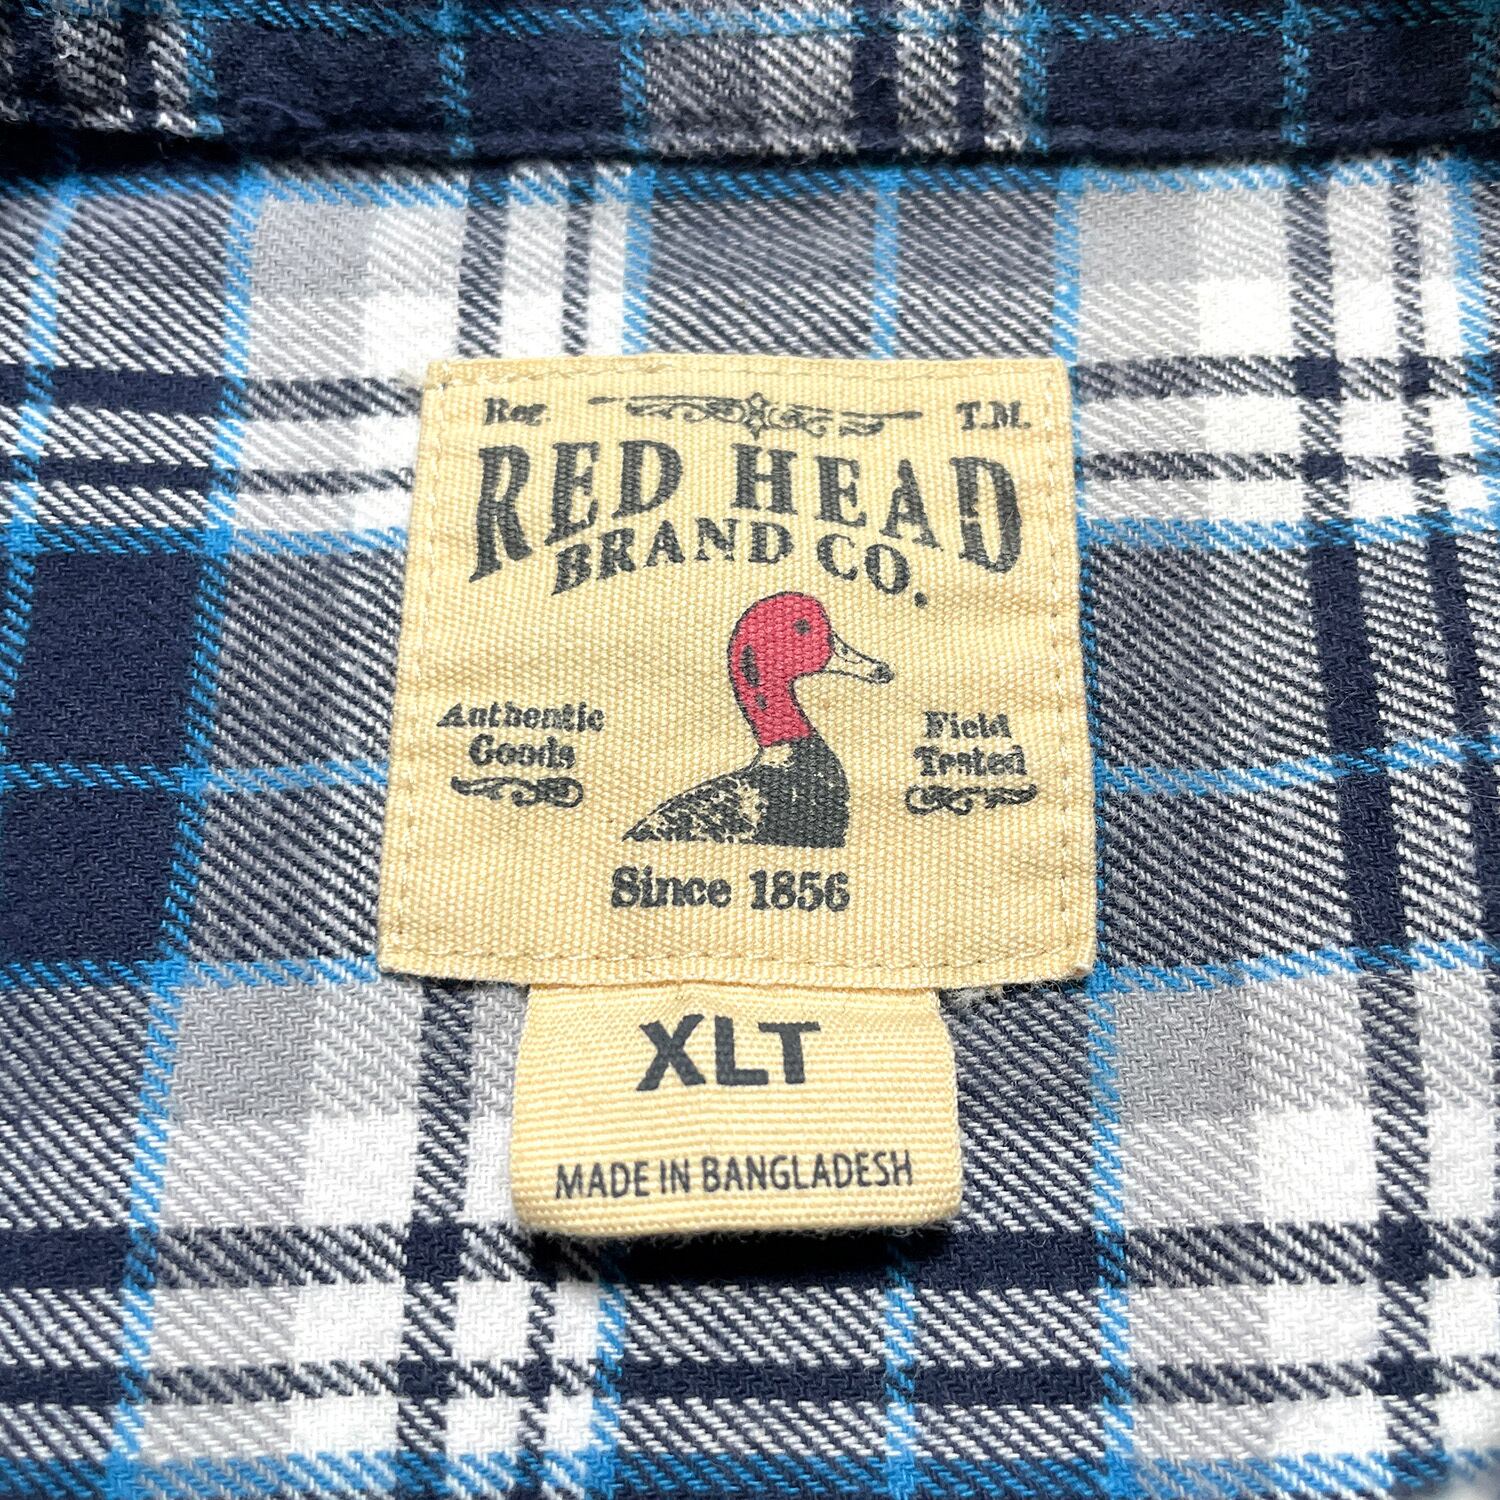 Reg. T.M.
RED HEAD
BRAND CO.
Authentic
Goods
Field
Tested
Since 1856
XLT
MADE IN BANGLADESH